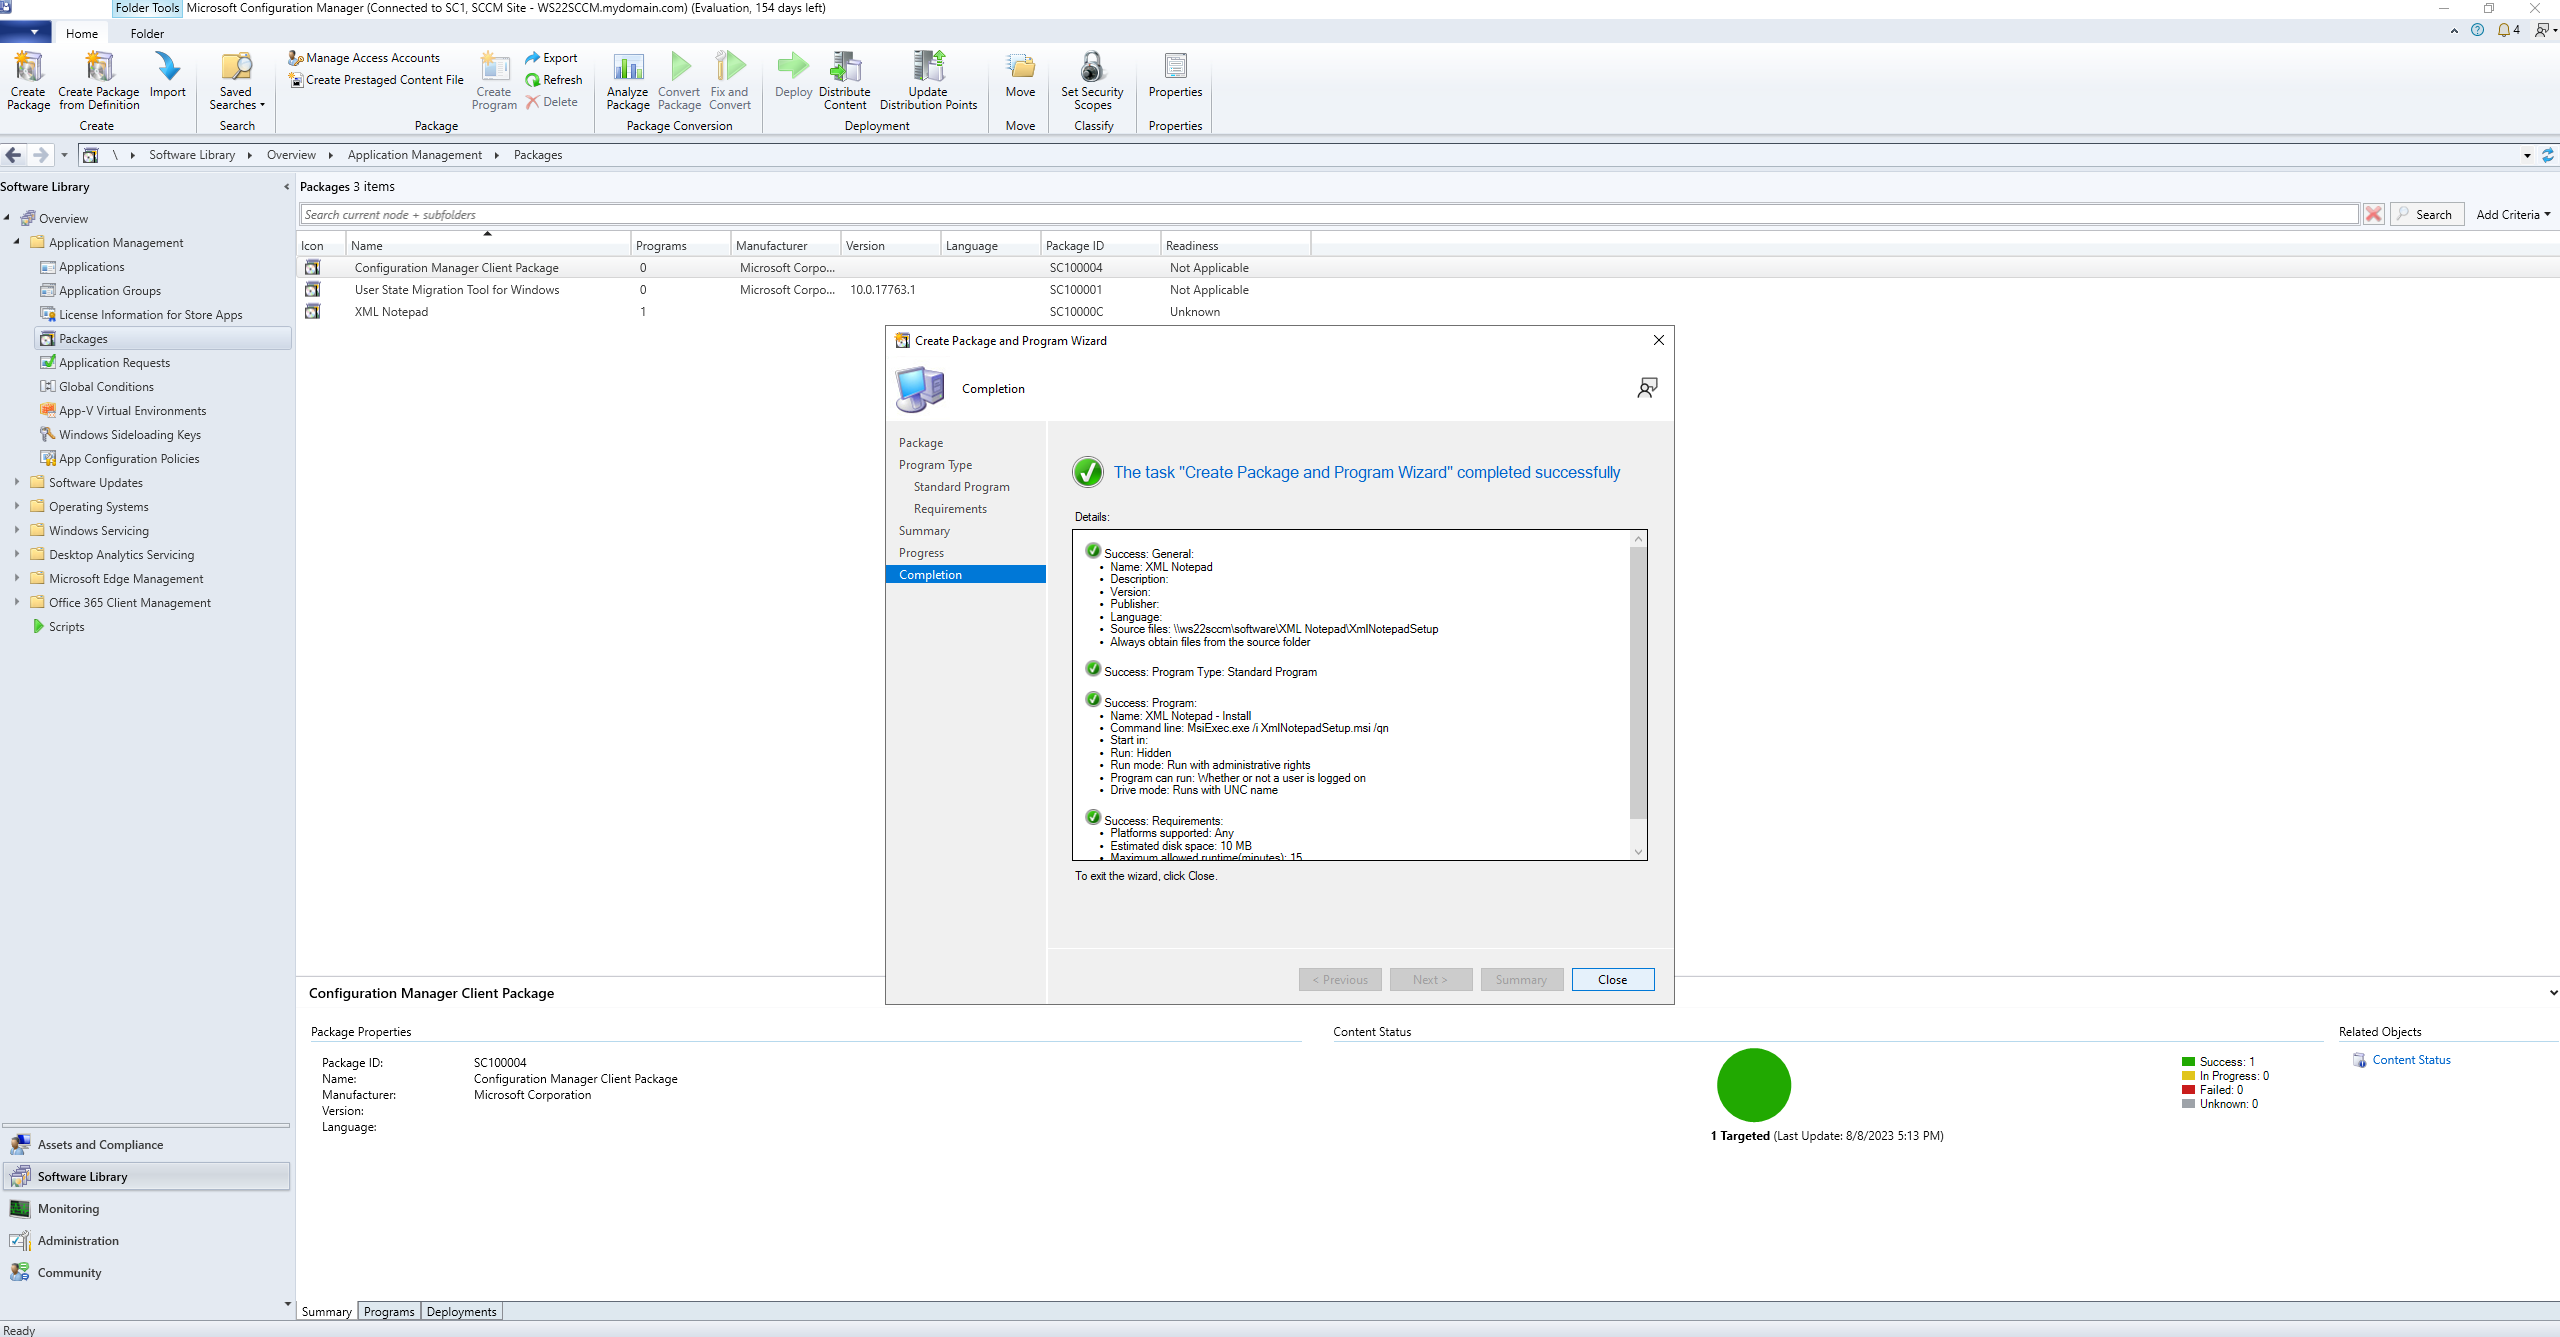 Folder Tools Microsoft Configuration Manager (Connected to SC1, SCCM Site - WS22SCCM.mydomain.com) (Evaluation, 154 days left)
Home Folder 4
Create Package
Create Package from Definition
Import
Saved Searches
Manage Access Accounts
Create Prestaged Content File
Create Program
Export
Refresh
Delete
Analyze Package
Convert Package
Fix and Convert
Deploy
Distribute Content
Update Distribution Points
Move
Set Security Scopes
Properties
Create Search Package Package Conversion Deployment Move Classify Properties
\ Software Library Overview Application Management Packages
Software Library
Overview
Application Management
Applications
Application Groups
License Information for Store Apps
Packages
Application Requests
Global Conditions
App-V Virtual Environments
Windows Sideloading Keys
App Configuration Policies
Software Updates
Operating Systems
Windows Servicing
Desktop Analytics Servicing
Microsoft Edge Management
Office 365 Client Management
Scripts
Assets and Compliance
Software Library
Monitoring
Administration
Community
Packages 3 items
Search current node + subfolders Search Add Criteria
Icon Name Programs Manufacturer Version Language Package ID Readiness
Configuration Manager Client Package 0 Microsoft Corpo... SC100004 Not Applicable
User State Migration Tool for Windows 0 Microsoft Corpo... 10.0.17763.1 SC100001 Not Applicable
XML Notepad 1 SC10000C Unknown
Create Package and Program Wizard
Completion
Package
Program Type
Standard Program
Requirements
Summary
Progress
Completion
The task "Create Package and Program Wizard" completed successfully
Details:
Success: General:
• Name: XML Notepad
• Description:
• Version:
• Publisher:
• Language:
• Source files: \\ws22sccm\software\XML Notepad\XmlNotepadSetup
• Always obtain files from the source folder
Success: Program Type: Standard Program
Success: Program:
• Name: XML Notepad - Install
• Command line: MsiExec.exe /i XmlNotepadSetup.msi /qn
• Start in:
• Run: Hidden
• Run mode: Run with administrative rights
• Program can run: Whether or not a user is logged on
• Drive mode: Runs with UNC name
Success: Requirements:
• Platforms supported: Any
• Estimated disk space: 10 MB
• Maximum allowed runtime(minutes): 15
To exit the wizard, click Close.
< Previous Next > Summary Close
Configuration Manager Client Package
Package Properties
Package ID: SC100004
Name: Configuration Manager Client Package
Manufacturer: Microsoft Corporation
Version:
Language:
Content Status
Success: 1
In Progress: 0
Failed: 0
Unknown: 0
1 Targeted (Last Update: 8/8/2023 5:13 PM)
Related Objects
Content Status
Summary Programs Deployments
Ready